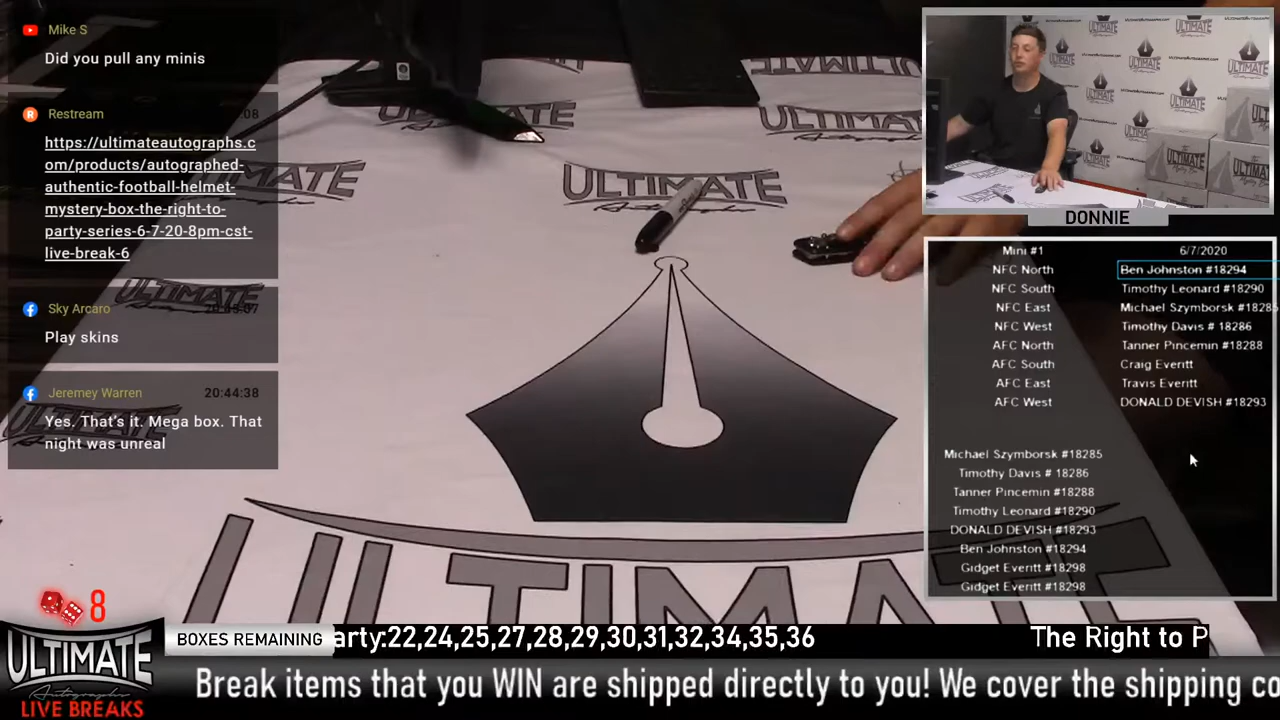 Mike S
Did you pull any minis
Restream
https://ultimateautographs.c
om/products/autographed-
authentic-football-helmet-
mystery-box-the-right-to-
party-series-6-7-20-8pm-cst-
live-break-6
Sky Arcaro
Play skins
Jeremey Warren 20:44:38
Yes. That's it. Mega box. That
night was unreal
ULTIMATE
ULTIMATE
ULTIMATE
ULTIMATE
ULTIMATE
DONNIE
Mini #1 6/7/2020
NFC North Ben Johnston #18294
NFC South Timothy Leonard #18290
NFC East Michael Szymborsk #18285
NFC West Timothy Davis # 18286
AFC North Tanner Pincemin #18288
AFC South Craig Everitt
AFC East Travis Everitt
AFC West DONALD DEVISH #18293
Michael Szymborsk #18285
Timothy Davis # 18286
Tanner Pincemin #18288
Timothy Leonard #18290
DONALD DEVISH #18293
Ben Johnston #18294
Gidget Everitt #18298
Gidget Everitt #18298
8
ULTIMATE
Autographs
LIVE BREAKS
BOXES REMAINING
arty:22,24,25,27,28,29,30,31,32,34,35,36
The Right to P
Break items that you WIN are shipped directly to you! We cover the shipping co